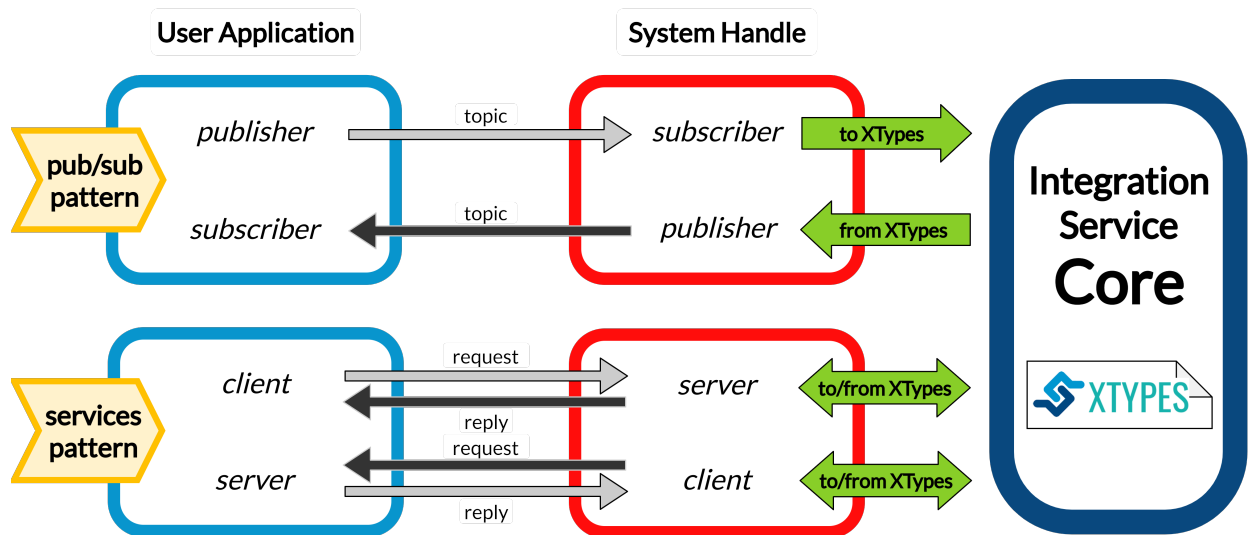 User Application
System Handle
pub/sub
pattern
publisher
topic
subscriber
to XTypes
subscriber
topic
publisher
from XTypes
Integration
Service
Core
XTYPES
services
pattern
client
request
reply
server
to/from XTypes
server
request
reply
client
to/from XTypes